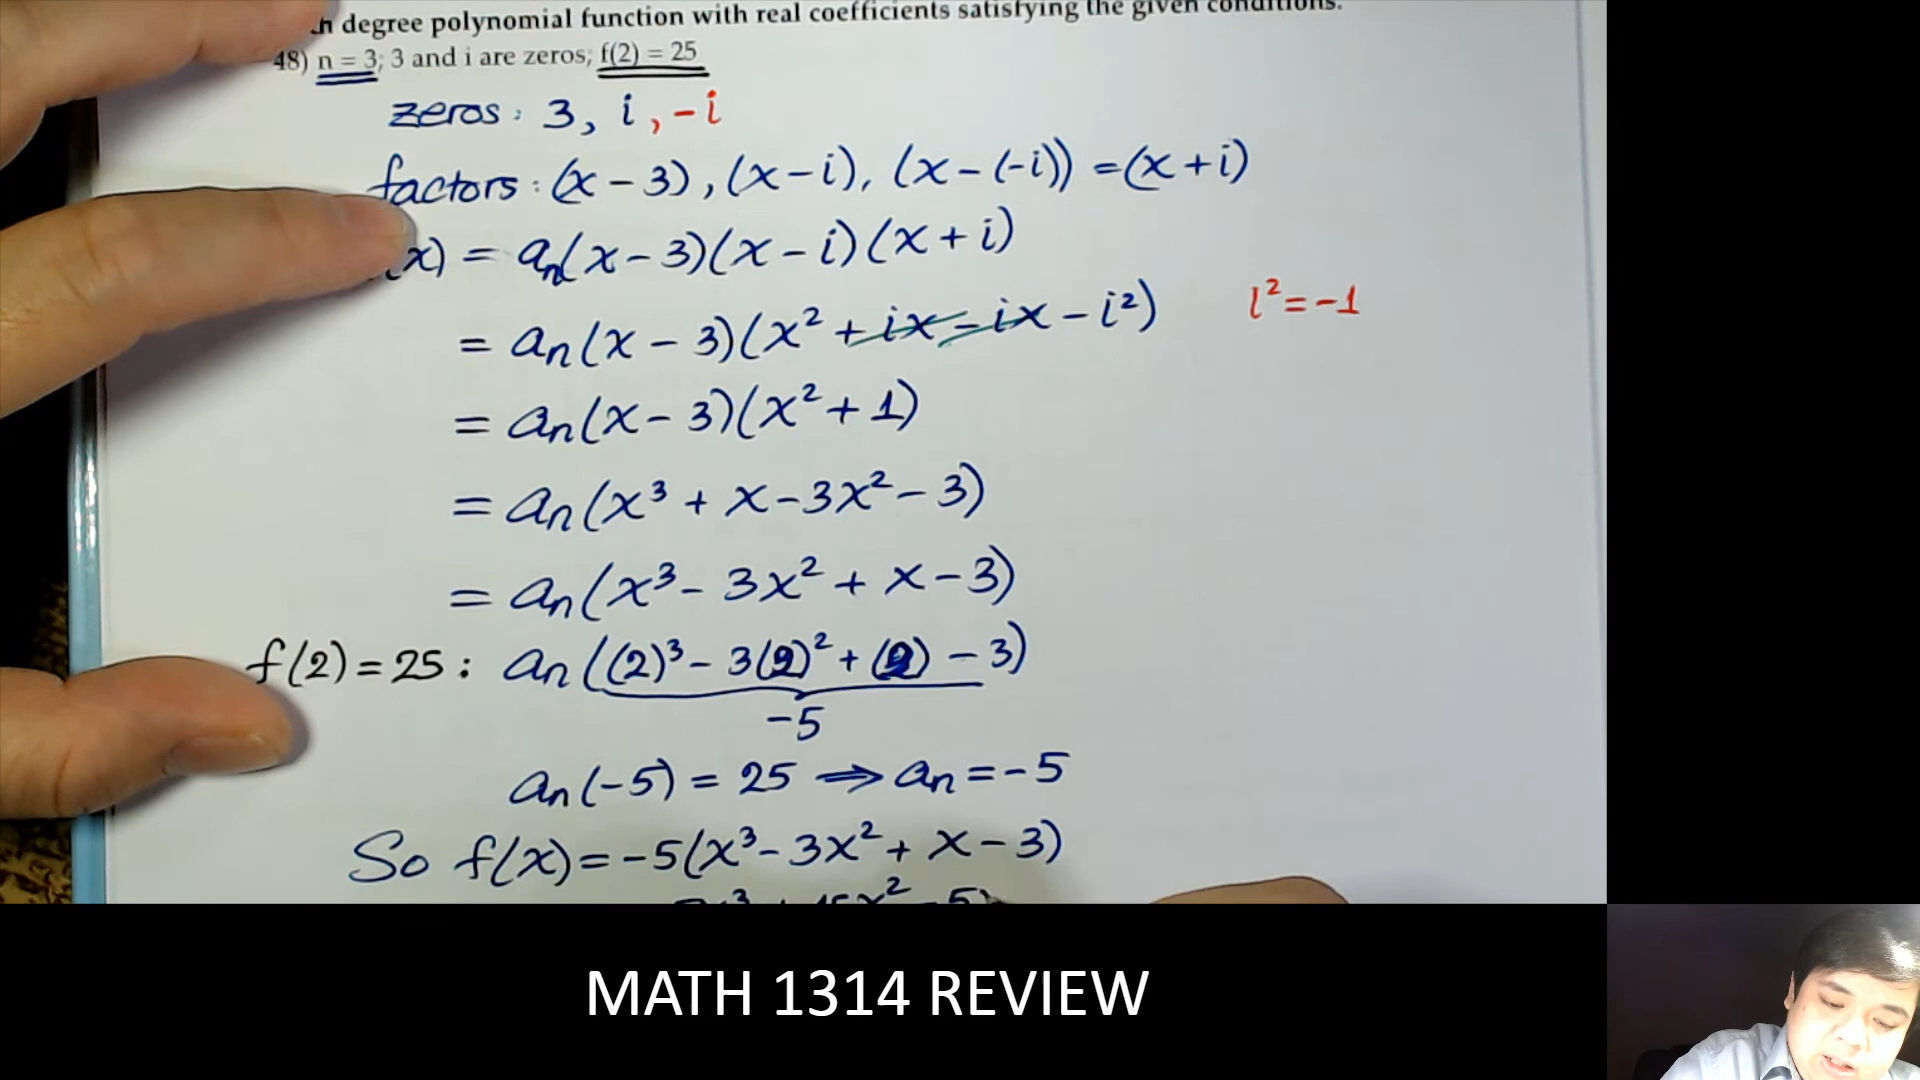 degree polynomial function with real coefficients satisfying the given conditions.
48) n = 3; 3 and i are zeros; f(2) = 25
zeros: 3, i, -i
factors: (x - 3), (x - i), (x - (-i)) = (x + i)
(x) = aₙ(x - 3)(x - i)(x + i)
= aₙ(x - 3)(x² + ix - ix - i²) i² = -1
= aₙ(x - 3)(x² + 1)
= aₙ(x³ + x - 3x² - 3)
= aₙ(x³ - 3x² + x - 3)
f(2) = 25 : aₙ((2)³ - 3(2)² + (2) - 3)
-5
aₙ(-5) = 25 ⟹ aₙ = -5
So f(x) = -5(x³ - 3x² + x - 3)
MATH 1314 REVIEW